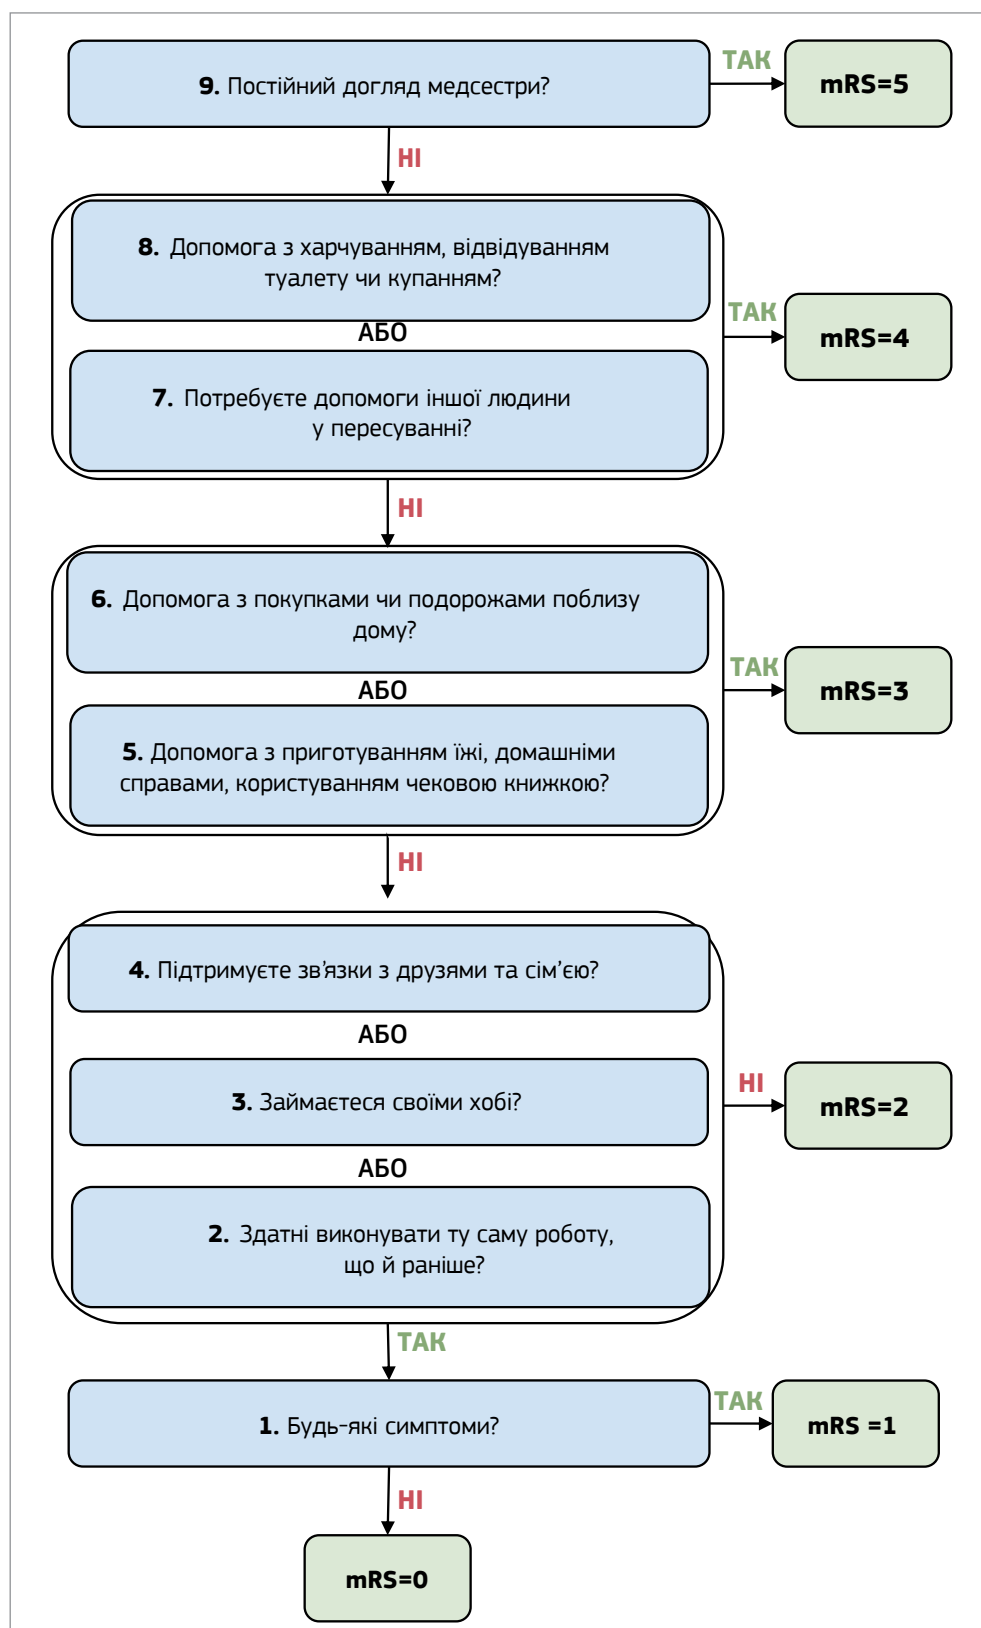 9. Постійний догляд медсестри?
ТАК
mRS=5
НІ
8. Допомога з харчуванням, відвідуванням
туалету чи купанням?
АБО
7. Потребуєте допомоги іншої людини
у пересуванні?
ТАК
mRS=4
НІ
6. Допомога з покупками чи подорожами поблизу
дому?
АБО
5. Допомога з приготуванням їжі, домашніми
справами, користуванням чековою книжкою?
ТАК
mRS=3
НІ
4. Підтримуєте зв’язки з друзями та сім’єю?
АБО
3. Займаєтеся своїми хобі?
АБО
2. Здатні виконувати ту саму роботу,
що й раніше?
НІ
mRS=2
ТАК
1. Будь-які симптоми?
ТАК
mRS =1
НІ
mRS=0